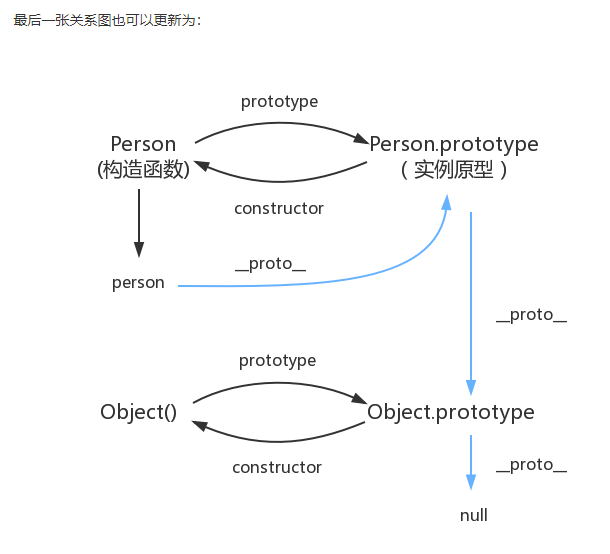 最后一张关系图也可以更新为：
prototype
Person
(构造函数)
Person.prototype
（ 实例原型 ）
constructor
person
__proto__
__proto__
prototype
Object()
Object.prototype
constructor
__proto__
null